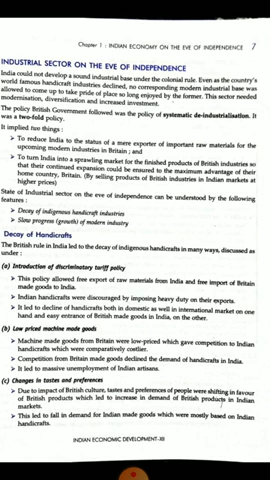 Chapter 1 : INDIAN ECONOMY ON THE EVE OF INDEPENDENCE 7
INDUSTRIAL SECTOR ON THE EVE OF INDEPENDENCE
India could not develop a sound industrial base under the colonial rule. Even as the country's
world famous handicraft industries declined, no corresponding modern industrial base was
allowed to come up to take pride of place so long enjoyed by the former. This sector needed
modernisation, diversification and increased investment.
The policy British Government followed was the policy of systematic de-industrialisation. It
was a two-fold policy.
It implied two things :
➤ To reduce India to the status of a mere exporter of important raw materials for the
upcoming modern industries in Britain ; and
➤ To turn India into a sprawling market for the finished products of British industries so
that their continued expansion could be ensured to the maximum advantage of their
home country, Britain. (By selling products of British industries in Indian markets at
higher prices)
State of Industrial sector on the eve of independence can be understood by the following
features :
➤ Decay of indigenous handicraft industries
➤ Slow progress (growth) of modern industry
Decay of Handicrafts
The British rule in India led to the decay of indigenous handicrafts in many ways, discussed as
under :
(a) Introduction of discriminatory tariff policy
➤ This policy allowed free export of raw materials from India and free import of Britain
made goods to India.
➤ Indian handicrafts were discouraged by imposing heavy duty on their exports.
➤ It led to decline of handicrafts both in domestic as well in international market on one
hand and easy entrance of British made goods in India, on the other.
(b) Low priced machine made goods
➤ Machine made goods from Britain were low-priced which gave competition to Indian
handicrafts which were comparatively costlier.
➤ Competition from Britain made goods declined the demand of handicrafts in India.
➤ It led to massive unemployment of Indian artisans.
(c) Changes in tastes and preferences
➤ Due to impact of British culture, tastes and preferences of people were shifting in favour
of British products which led to increase in demand of British products in Indian
markets.
➤ This led to fall in demand for Indian made goods which were mostly based on Indian
handicrafts.
INDIAN ECONOMIC DEVELOPMENT-XII